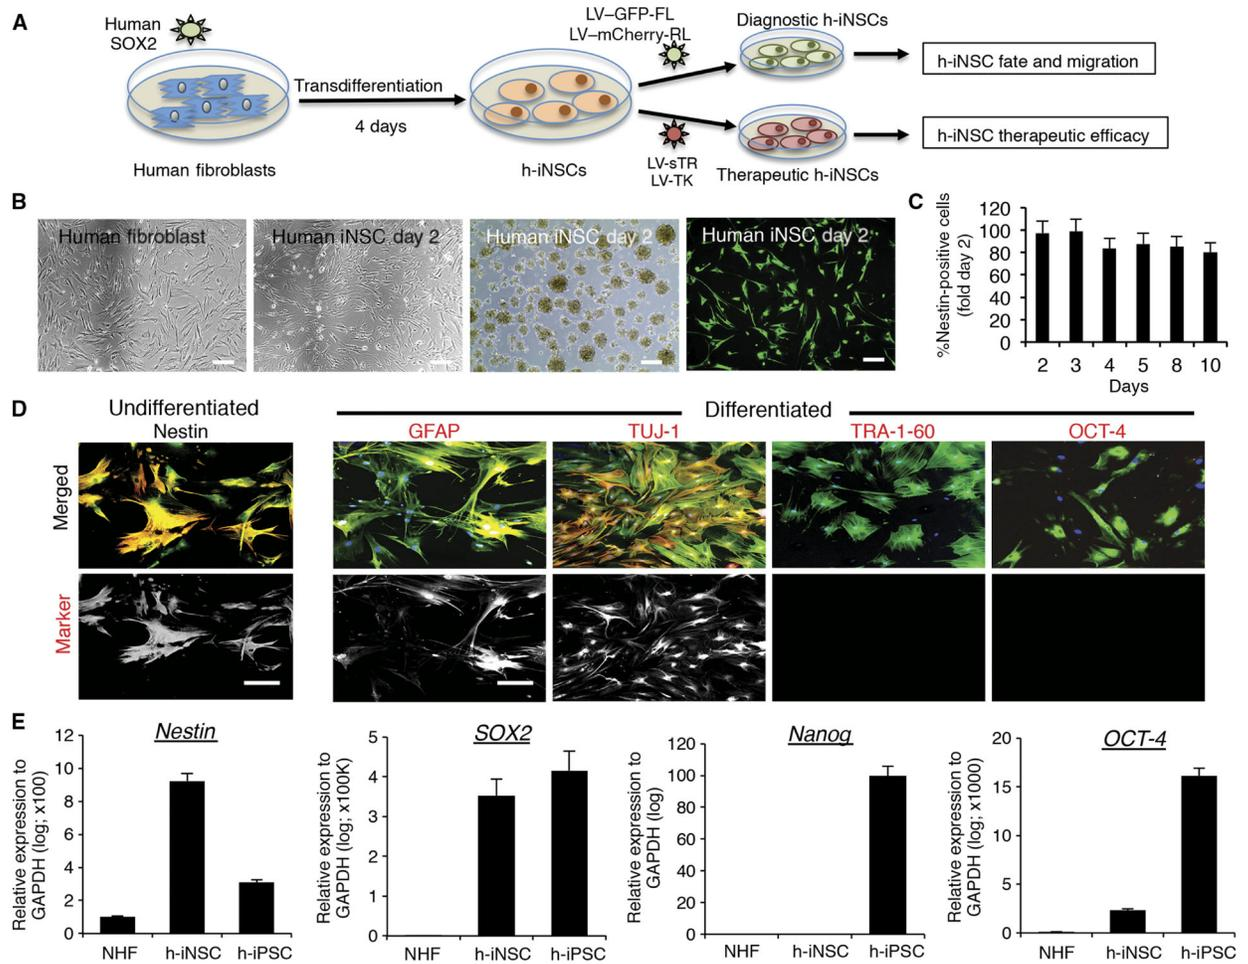 A
Human
SOX2
Transdifferentiation
4 days
Human fibroblasts
h-iNSCs
LV–GFP-FL
LV–mCherry-RL
LV-sTR
LV-TK
Diagnostic h-iNSCs
Therapeutic h-iNSCs
h-iNSC fate and migration
h-iNSC therapeutic efficacy
B
Human fibroblast
Human iNSC day 2
Human iNSC day 2
Human iNSC day 2
C
%Nestin-positive cells
(fold day 2)
120
100
80
60
40
20
0
2 3 4 5 8 10
Days
D
Undifferentiated
Nestin
Differentiated
GFAP
TUJ-1
TRA-1-60
OCT-4
Merged
Marker
E
Nestin
Relative expression to
GAPDH (log; x100)
12
10
8
6
4
2
0
NHF h-iNSC h-iPSC
SOX2
Relative expression to
GAPDH (log; x100K)
5
4
3
2
1
0
NHF h-iNSC h-iPSC
Nanog
Relative expression to
GAPDH (log)
120
100
80
60
40
20
0
NHF h-iNSC h-iPSC
OCT-4
Relative expression to
GAPDH (log; x1000)
20
15
10
5
0
NHF h-iNSC h-iPSC